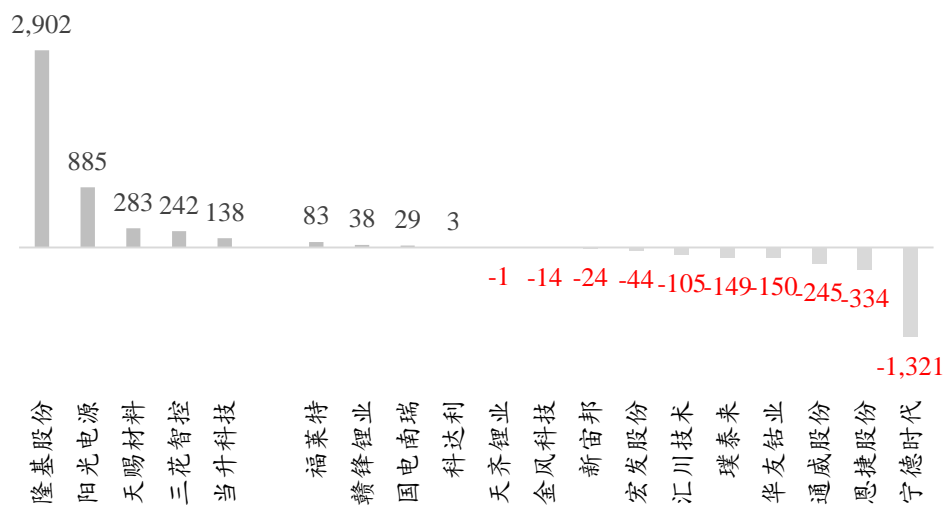 2,902
885
283
242
138
83
38
29
3
-1
-14
-24
-44
-105
-149
-150
-245
-334
-1,321
隆基股份
阳光电源
天赐材料
三花智控
当升科技
福莱特
赣锋锂业
国电南瑞
科达利
天齐锂业
金风科技
新宙邦
宏发股份
汇川技术
璞泰来
华友钴业
通威股份
恩捷股份
宁德时代